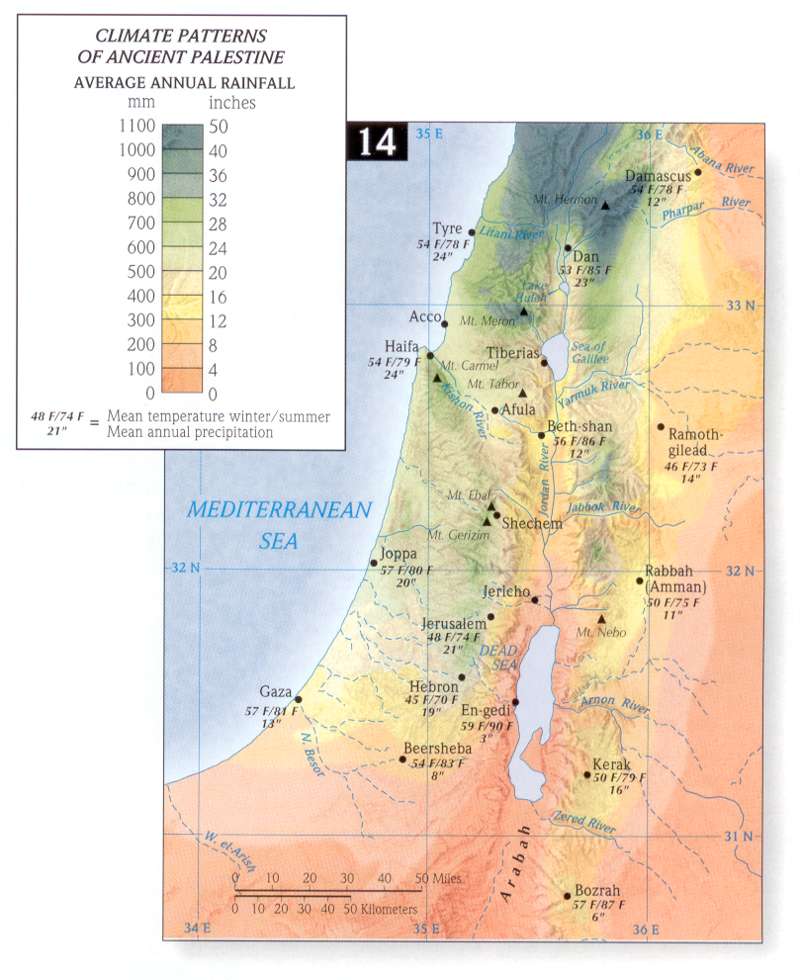 CLIMATE PATTERNS
OF ANCIENT PALESTINE
AVERAGE ANNUAL RAINFALL
mm inches
1100 50
1000 40
900 36
800 32
700 28
600 24
500 20
400 16
300 12
200 8
100 4
0 0
48 F/74 F
21"
=
Mean temperature winter/summer
Mean annual precipitation
14
35 E
36 E
Abana River
Damascus
54 F/78 F
12"
Mt. Hermon
Pharpar River
Tyre
54 F/78 F
24"
Litani River
Dan
53 F/85 F
23"
Lake
Huleh
33 N
Acco
Mt. Meron
Haifa
54 F/79 F
24"
Mt. Carmel
Tiberias
Sea of
Galilee
Mt. Tabor
Yarmuk River
Kishon River
Afula
Beth-shan
56 F/86 F
12"
Ramoth-
gilead
46 F/73 F
14"
Jordan River
MEDITERRANEAN
SEA
Mt. Ebal
Shechem
Jabbok River
Mt. Gerizim
Joppa
57 F/80 F
20"
32 N
32 N
Rabbah
(Amman)
50 F/75 F
11"
Jericho
Jerusalem
48 F/74 F
21"
Mt. Nebo
DEAD
SEA
Hebron
45 F/70 F
19"
Gaza
57 F/81 F
13"
En-gedi
59 F/90 F
3"
Arnon River
N. Besor
Beersheba
54 F/83 F
8"
Kerak
50 F/79 F
16"
Zered River
31 N
W. el-Arish
Arabah
0 10 20 30 40 50 Miles
0 10 20 30 40 50 Kilometers
Bozrah
57 F/87 F
6"
34 E
35 E
36 E